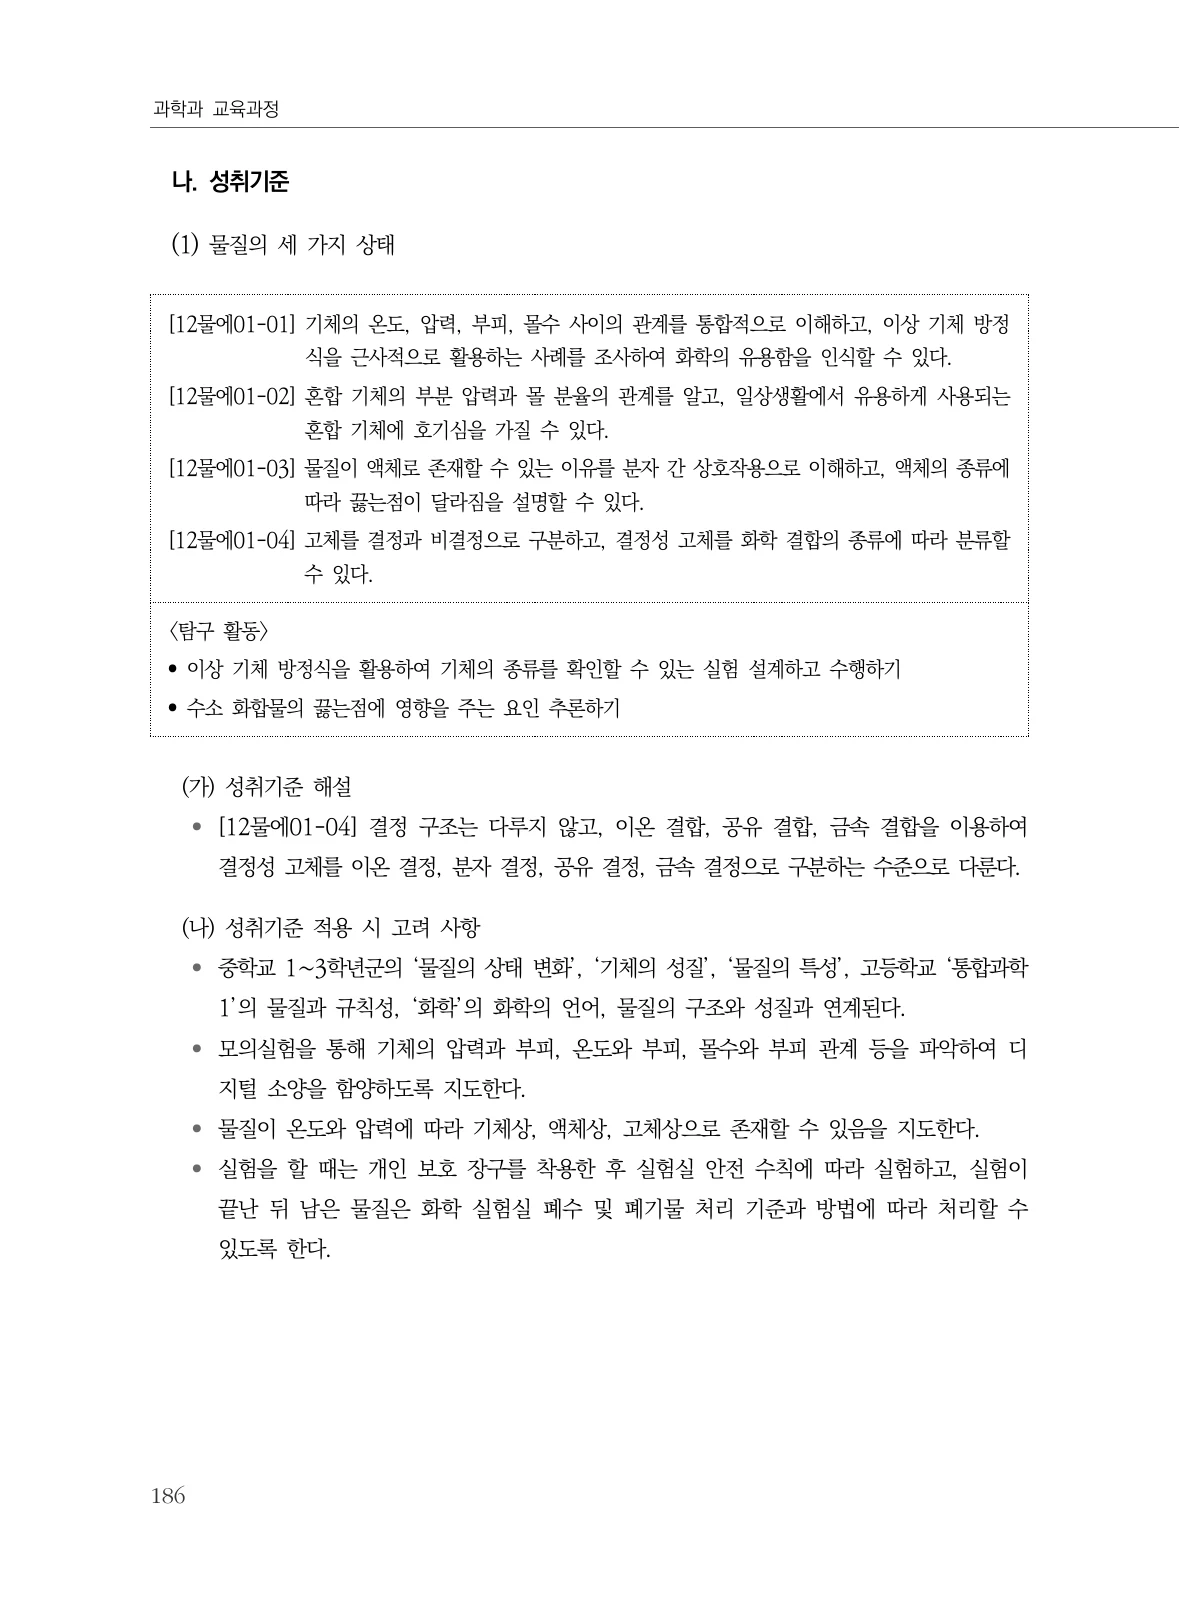 과학과 교육과정
나. 성취기준
(1) 물질의 세 가지 상태
[12물에01-01] 기체의 온도, 압력, 부피, 몰수 사이의 관계를 통합적으로 이해하고, 이상 기체 방정
식을 근사적으로 활용하는 사례를 조사하여 화학의 유용함을 인식할 수 있다.
[12물에01-02] 혼합 기체의 부분 압력과 몰 분율의 관계를 알고, 일상생활에서 유용하게 사용되는
혼합 기체에 호기심을 가질 수 있다.
[12물에01-03] 물질이 액체로 존재할 수 있는 이유를 분자 간 상호작용으로 이해하고, 액체의 종류에
따라 끓는점이 달라짐을 설명할 수 있다.
[12물에01-04] 고체를 결정과 비결정으로 구분하고, 결정성 고체를 화학 결합의 종류에 따라 분류할
수 있다.
〈탐구 활동〉
• 이상 기체 방정식을 활용하여 기체의 종류를 확인할 수 있는 실험 설계하고 수행하기
• 수소 화합물의 끓는점에 영향을 주는 요인 추론하기
(가) 성취기준 해설
• [12물에01-04] 결정 구조는 다루지 않고, 이온 결합, 공유 결합, 금속 결합을 이용하여
결정성 고체를 이온 결정, 분자 결정, 공유 결정, 금속 결정으로 구분하는 수준으로 다룬다.
(나) 성취기준 적용 시 고려 사항
• 중학교 1~3학년군의 ‘물질의 상태 변화’, ‘기체의 성질’, ‘물질의 특성’, 고등학교 ‘통합과학
1’의 물질과 규칙성, ‘화학’의 화학의 언어, 물질의 구조와 성질과 연계된다.
• 모의실험을 통해 기체의 압력과 부피, 온도와 부피, 몰수와 부피 관계 등을 파악하여 디
지털 소양을 함양하도록 지도한다.
• 물질이 온도와 압력에 따라 기체상, 액체상, 고체상으로 존재할 수 있음을 지도한다.
• 실험을 할 때는 개인 보호 장구를 착용한 후 실험실 안전 수칙에 따라 실험하고, 실험이
끝난 뒤 남은 물질은 화학 실험실 폐수 및 폐기물 처리 기준과 방법에 따라 처리할 수
있도록 한다.
186